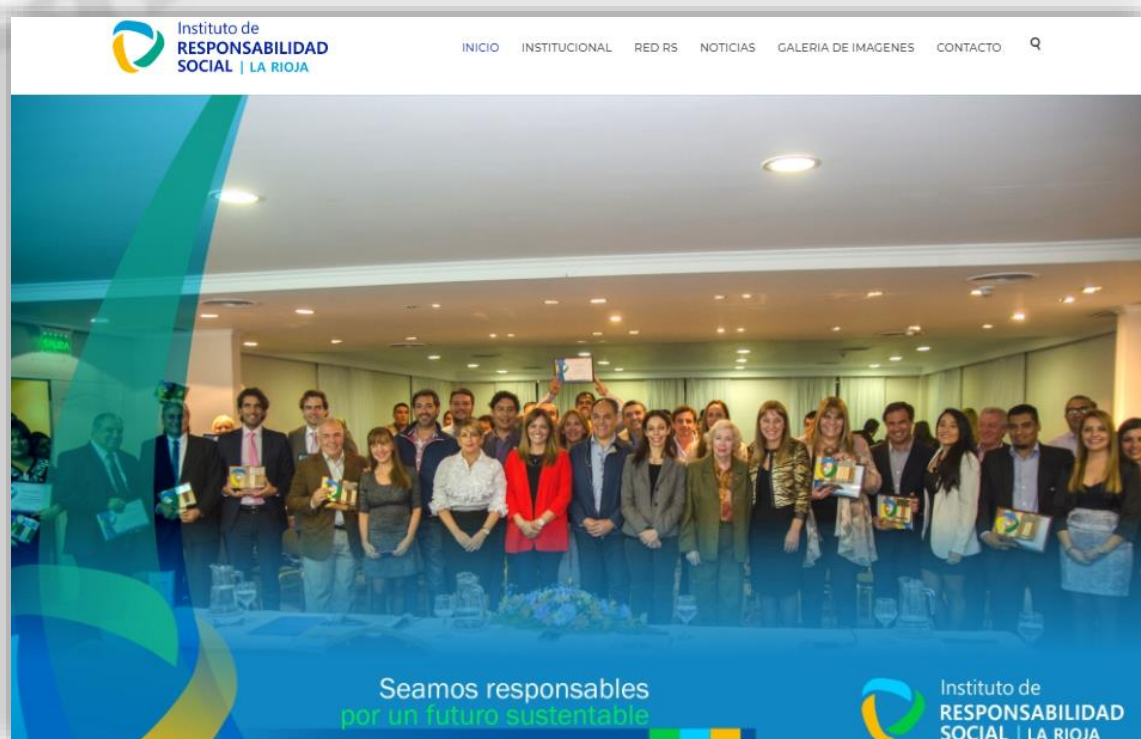 Instituto de
RESPONSABILIDAD
SOCIAL | LA RIOJA
INICIO INSTITUCIONAL RED RS NOTICIAS GALERIA DE IMAGENES CONTACTO
SALIDA
Seamos responsables
por un futuro sustentable
Instituto de
RESPONSABILIDAD
SOCIAL | LA RIOJA